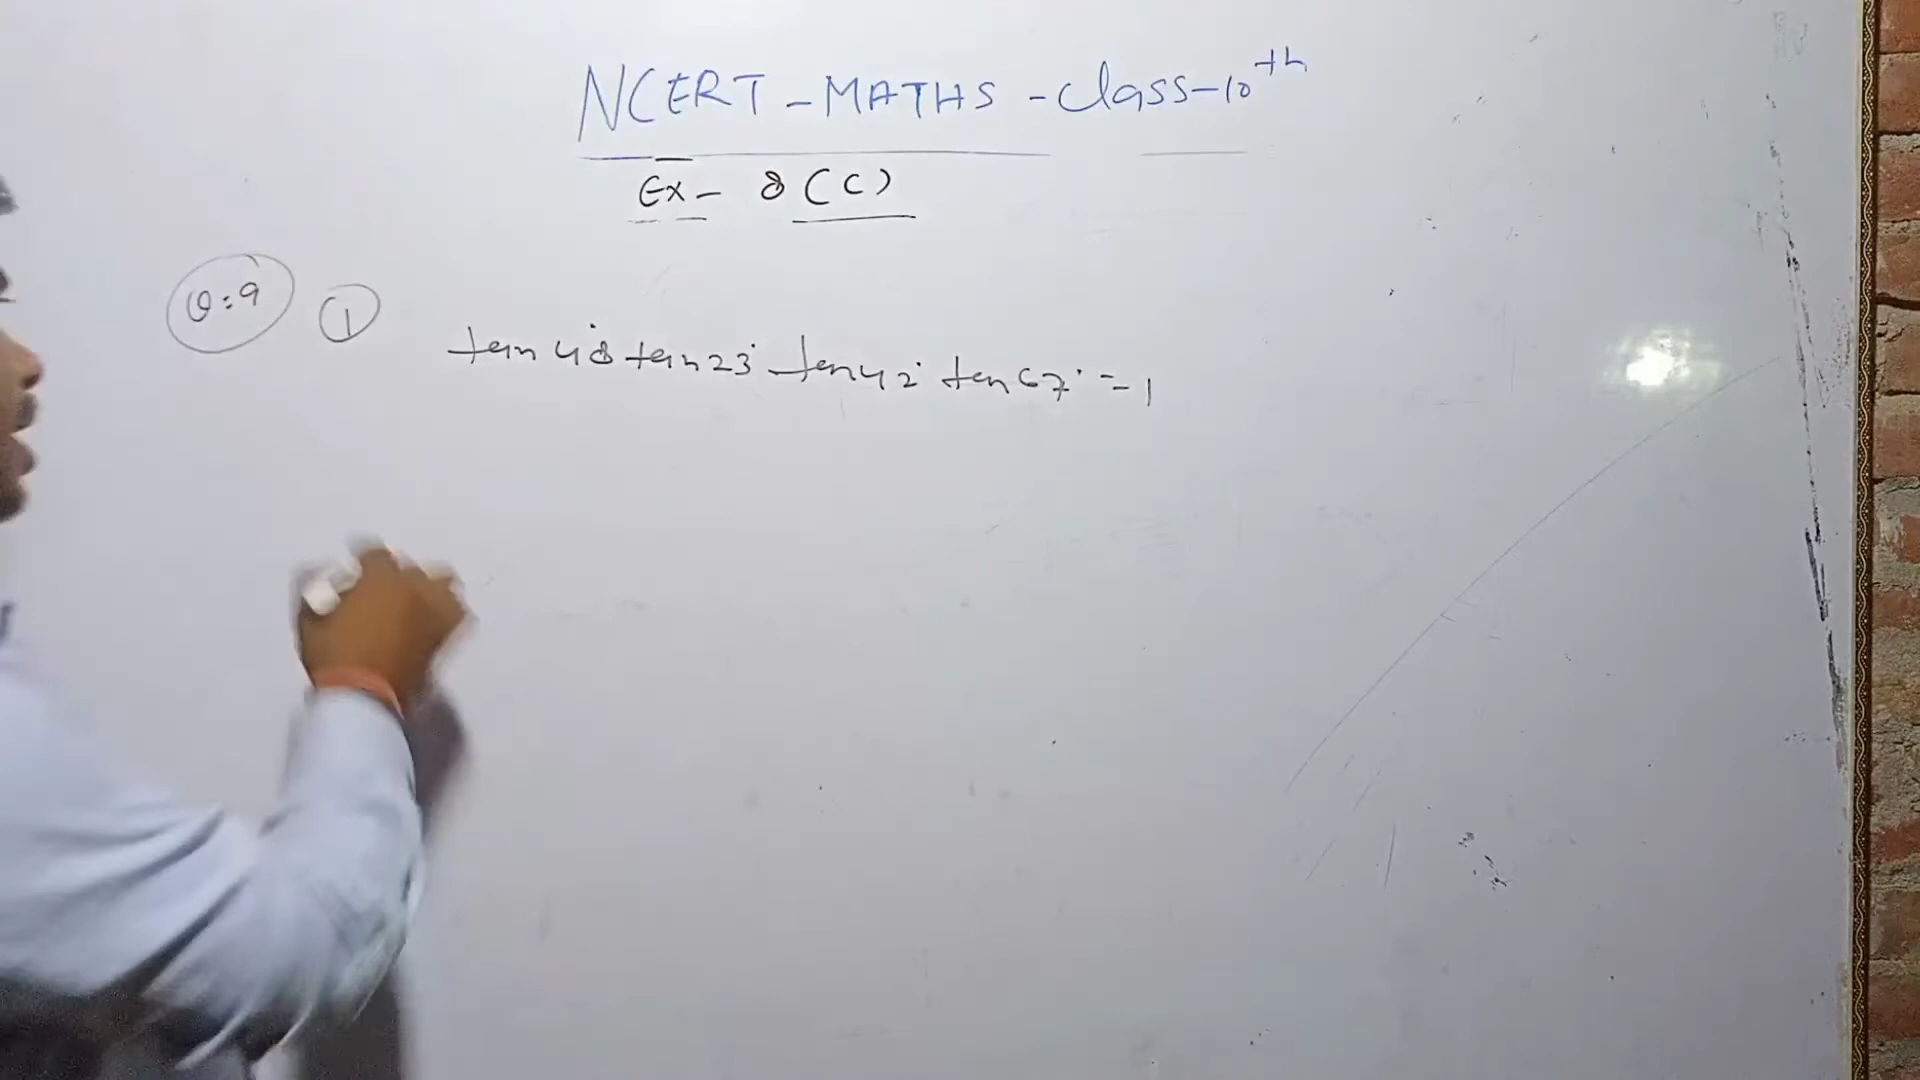 NCERT - MATHS - Class-10th
Ex- 8 (C)
Q:9 1
tan 48° tan 23° tan 42° tan 67° = 1